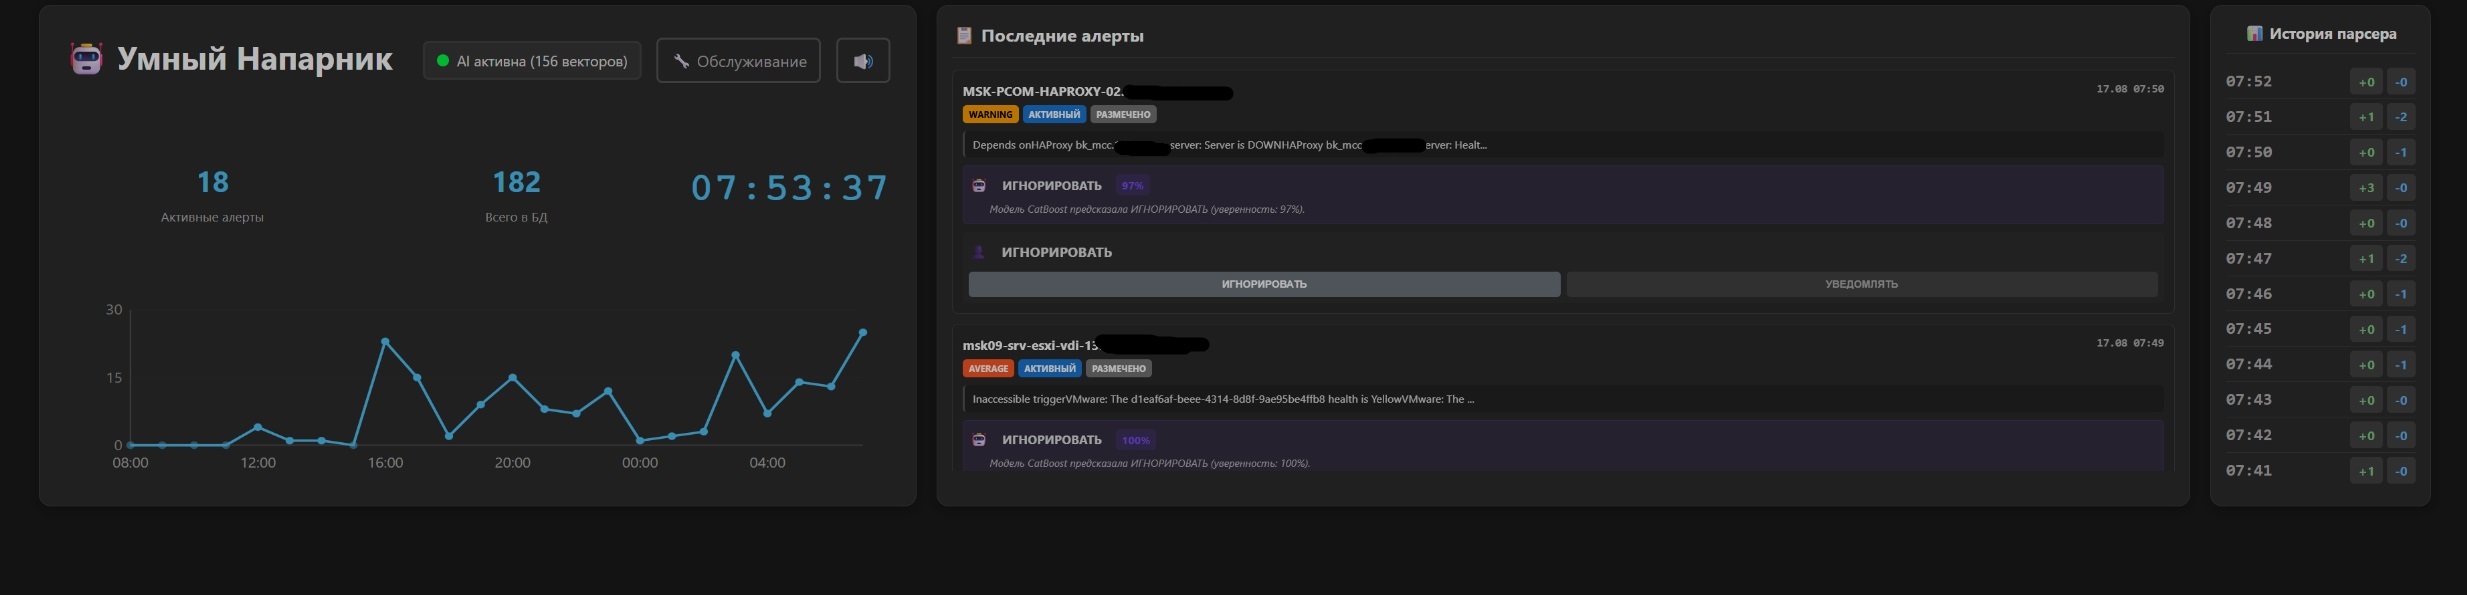 Умный Напарник
AI активна (156 векторов)
Обслуживание
18
Активные алерты
182
Всего в БД
07:53:37
30
15
0
08:00 12:00 16:00 20:00 00:00 04:00
Последние алерты
MSK-PCOM-HAPROXY-02.
17.08 07:50
WARNING АКТИВНЫЙ РАЗМЕЧЕНО
Depends onHAProxy bk_mcc. server: Server is DOWNHAProxy bk_mcc erver: Healt...
ИГНОРИРОВАТЬ 97%
Модель CatBoost предсказала ИГНОРИРОВАТЬ (уверенность: 97%).
ИГНОРИРОВАТЬ
ИГНОРИРОВАТЬ УВЕДОМЛЯТЬ
msk09-srv-esxi-vdi-13
17.08 07:49
AVERAGE АКТИВНЫЙ РАЗМЕЧЕНО
Inaccessible triggerVMware: The d1eaf6af-beee-4314-8d8f-9ae95be4ffb8 health is YellowVMware: The ...
ИГНОРИРОВАТЬ 100%
Модель CatBoost предсказала ИГНОРИРОВАТЬ (уверенность: 100%).
История парсера
07:52 +0 -0
07:51 +1 -2
07:50 +0 -1
07:49 +3 -0
07:48 +0 -0
07:47 +1 -2
07:46 +0 -1
07:45 +0 -1
07:44 +0 -1
07:43 +0 -0
07:42 +0 -0
07:41 +1 -0